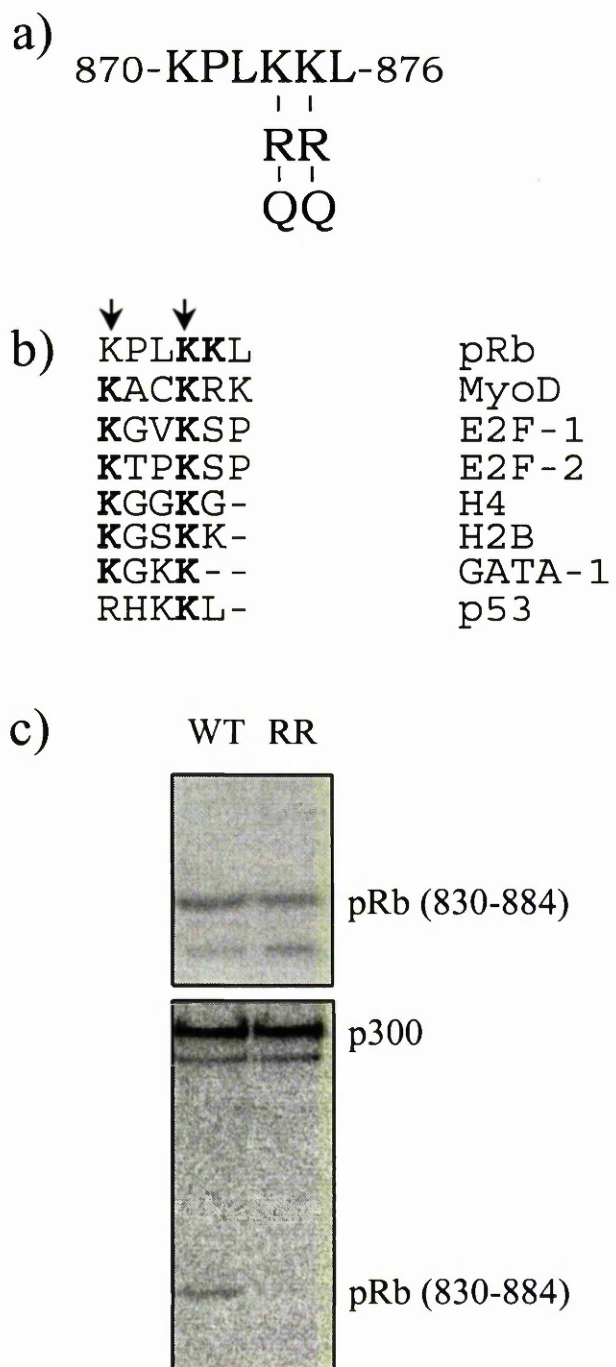 a)
870-KPLKKL-876
RR
QQ
b)
KPLKKL pRb
KACKRK MyoD
KGVKSP E2F-1
KTPKSP E2F-2
KGGKG- H4
KGSKK- H2B
KGKK-- GATA-1
RHKKL- p53
c)
WT RR
pRb (830-884)
p300
pRb (830-884)